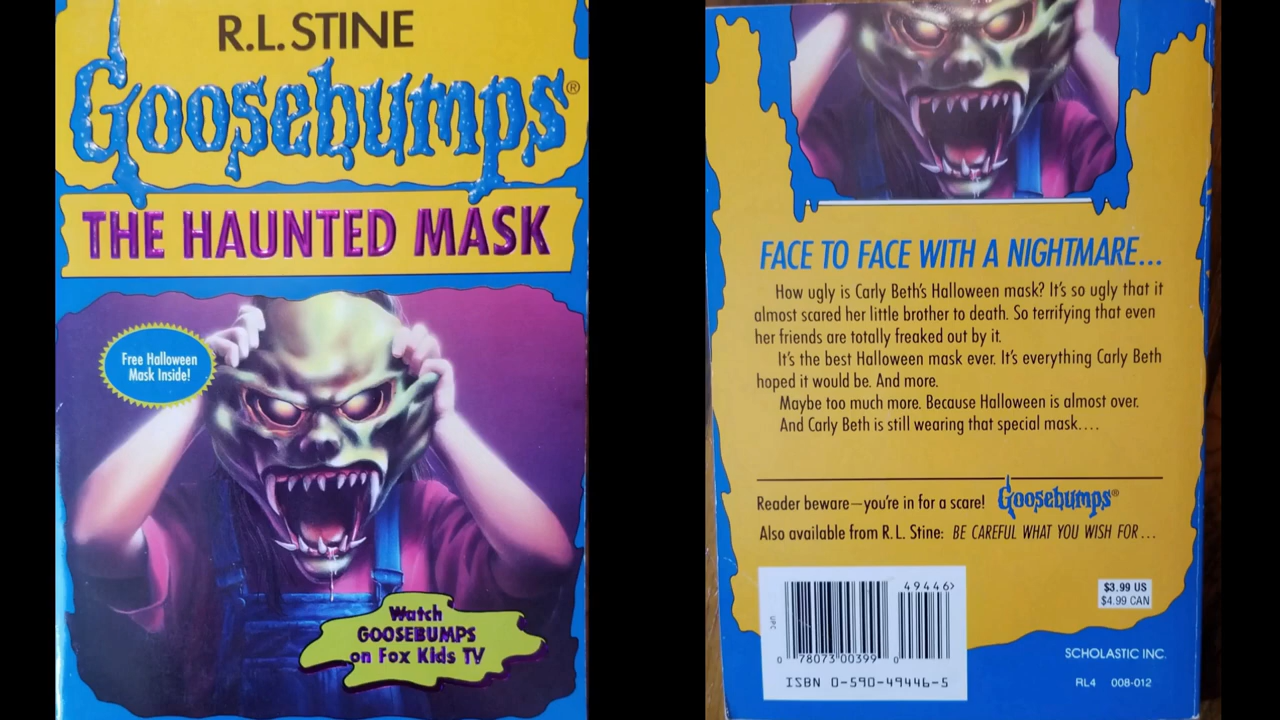 R.L. STINE
Goosebumps®
THE HAUNTED MASK
Free Halloween
Mask Inside!
Watch
GOOSEBUMPS
on Fox Kids TV
FACE TO FACE WITH A NIGHTMARE...
How ugly is Carly Beth's Halloween mask? It's so ugly that it
almost scared her little brother to death. So terrifying that even
her friends are totally freaked out by it.
It's the best Halloween mask ever. It's everything Carly Beth
hoped it would be. And more.
Maybe too much more. Because Halloween is almost over.
And Carly Beth is still wearing that special mask....
Reader beware—you're in for a scare! Goosebumps®
Also available from R.L. Stine: BE CAREFUL WHAT YOU WISH FOR...
49446>
$3.99 US
$4.99 CAN
UPC
0 78073 00399 0
ISBN 0-590-49446-5
SCHOLASTIC INC.
RL4 008-012